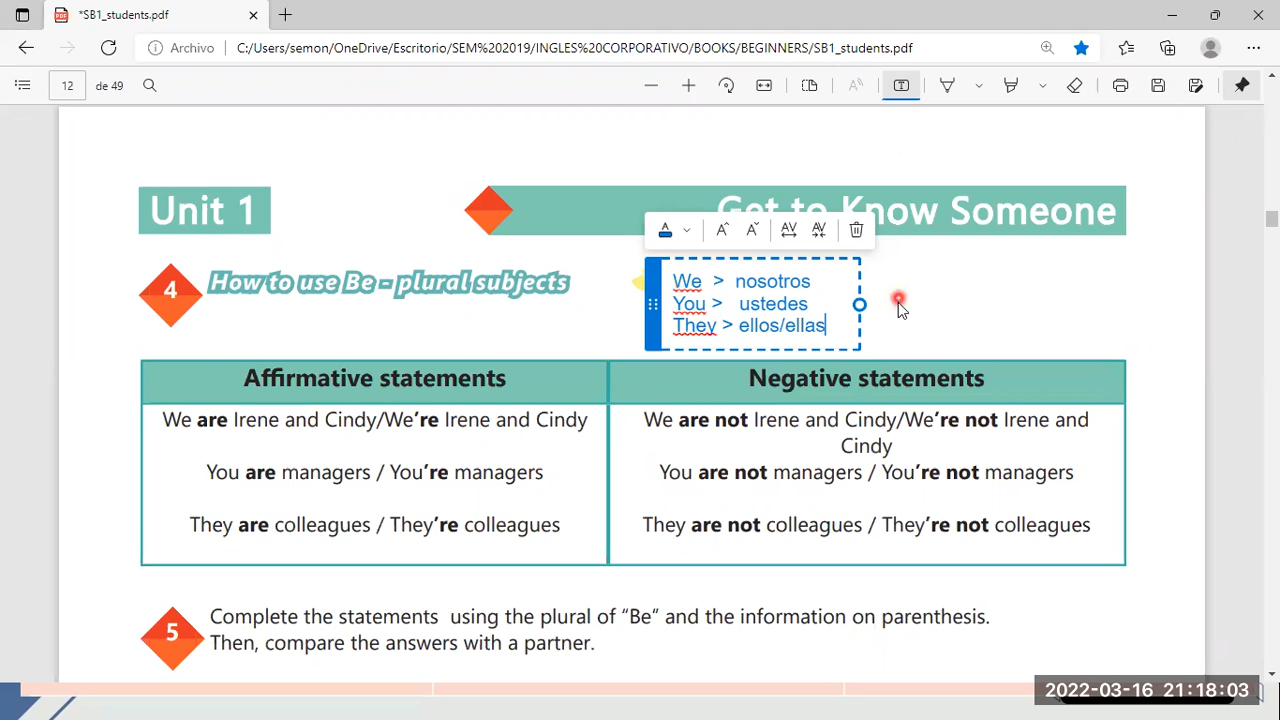 *SB1_students.pdf
Archivo
C:/Users/semon/OneDrive/Escritorio/SEM%202019/INGLES%20CORPORATIVO/BOOKS/BEGINNERS/SB1_students.pdf
12 de 49
Unit 1
Get to Know Someone
4 How to use Be - plural subjects
We > nosotros
You > ustedes
They > ellos/ellas
Affirmative statements
We are Irene and Cindy/We're Irene and Cindy
You are managers / You're managers
They are colleagues / They're colleagues
Negative statements
We are not Irene and Cindy/We're not Irene and
Cindy
You are not managers / You're not managers
They are not colleagues / They're not colleagues
5 Complete the statements using the plural of “Be” and the information on parenthesis.
Then, compare the answers with a partner.
2022-03-16 21:18:03